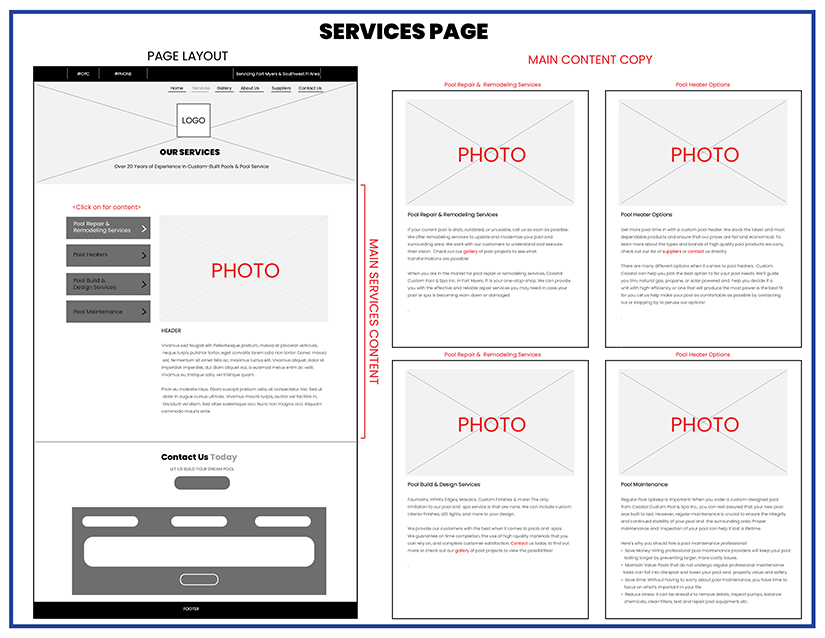 SERVICES PAGE
PAGE LAYOUT
#CPC
#PHONE
Servicing Fort Myers & Southwest Fl Area
Home
Services
Gallery
About Us
Suppliers
Contact Us
LOGO
OUR SERVICES
Over 20 Years of Experience in Custom-Built Pools & Pool Service
<Click on for content>
Pool Repair &
Remodeling Services
Pool Heaters
Pool Build &
Design Services
Pool Maintenance
PHOTO
HEADER
Vivamus sed feugiat elit. Pellentesque pretium, massa at placerat vehicula,
neque turpis pulvinar tortor, eget convallis lorem odio non tortor. Donec massa
est, fermentum sit amet felis ac, maximus luctus elit. Vivamus aliquet, dolor at
imperdiet imperdiet, dui diam aliquet dui, a euismod metus enim ac velit.
Vivamus eu tristique odio, vel tristique quam.
Proin eu molestie risus. Etiam suscipit pretium odio, at consectetur nisi. Sed ut
dolor in augue cursus ultrices. Vivamus mauris turpis, auctor vel facilisis in,
tincidunt vel diam. Sed vitae scelerisque orci. Nunc non magna orci. Aliquam
commodo mauris ante.
MAIN SERVICES CONTENT
Contact Us Today
LET US BUILD YOUR DREAM POOL
FOOTER
MAIN CONTENT COPY
Pool Repair & Remodeling Services
PHOTO
Pool Repair & Remodeling Services
If your current pool is drab, outdated, or unusable, call us as soon as possible.
We offer remodeling services to update and modernize your pool and
surrounding area. We work with our customers to understand and execute
their vision. Check out our gallery of past projects to see what
transformations are possible!
When you are in the market for pool repair or remodeling services, Coastal
Custom Pool & Spa Inc. in Fort Myers, Fl is your one-stop-shop. We can provide
you with the effective and reliable repair services you may need in case your
pool or spa is becoming worn down or damaged
Pool Heater Options
PHOTO
Pool Heater Options
Get more pool time in with a custom pool heater. We stock the latest and most
dependable products and ensure that our prices are fair and economical. To
learn more about the types and brands of high quality pool products we carry,
check out our list of suppliers or contact us directly.
There are many different options when it comes to pool heaters. Custom
Coastal can help you pick the best option to for your pool needs. We'll guide
you thru natural gas, propane, or solar powered and help you decide if a
unit with high-efficiency or one that will produce the most power is the best fit
for you. Let us help make your pool as comfortable as possible by contacting
us or stopping by to peruse our options!
Pool Repair & Remodeling Services
PHOTO
Pool Build & Design Services
Fountains, Infinity Edges, Mosaics, Custom Finishes & more! The only
limitation to our pool and spa service is that are none. We can include custom
interior finishes, LED lights, and more to your design.
We provide our customers with the best when it comes to pools and spas.
We guarantee on time completion, the use of high-quality materials that you
can rely on, and complete customer satisfaction. Contact us today to find out
more or check out our gallery of past projects to view the possibilities!
Pool Heater Options
PHOTO
Pool Maintenance
Regular Pool Upkeep is Important! When you order a custom-designed pool
from Coastal Custom Pool & Spa Inc., you can rest assured that your new pool
was built to last. However, regular maintenance is crucial to ensure the integrity
and continued stability of your pool and the surrounding area. Proper
maintenance and inspection of your pool can help it last a lifetime.
Here's why you should hire a pool maintenance professional:
• Save Money: Hiring professional pool maintenance providers will keep your pool
lasting longer by preventing larger, more costly issues.
• Maintain Value: Pools that do not undergo regular professional maintenance
tasks can fall into disrepair and lower your pool and property value and safety.
• Save time: Without having to worry about pool maintenance, you have time to
focus on what's important in your life.
• Reduce stress: It can be stressful to remove debris, inspect pumps, balance
chemicals, clean filters, test and repair pool equipment, etc.